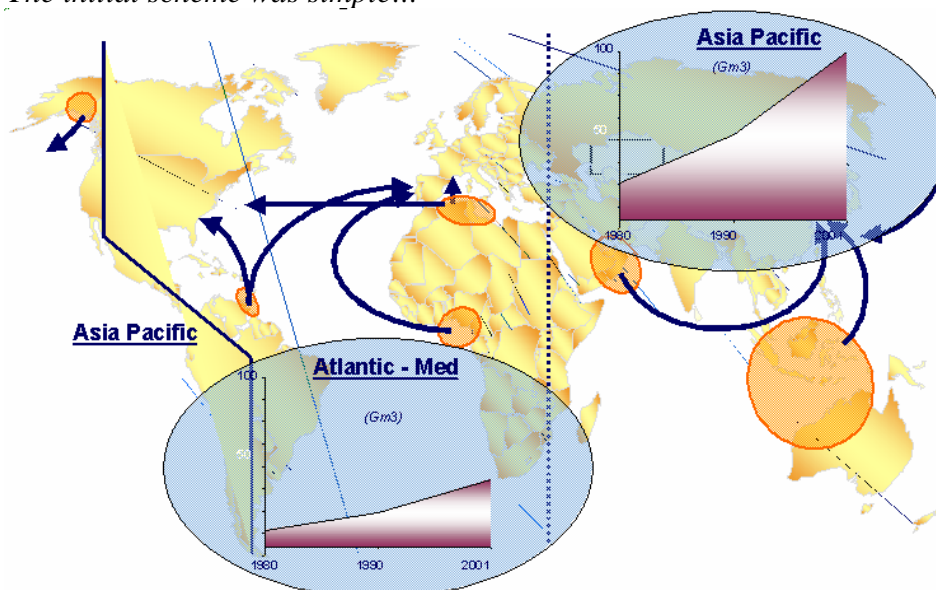 The initial scheme was simple...
100
Asia Pacific
(Gm3)
50
1980
1990
2001
Asia Pacific
100
Atlantic - Med
(Gm3)
50
1980
1990
2001